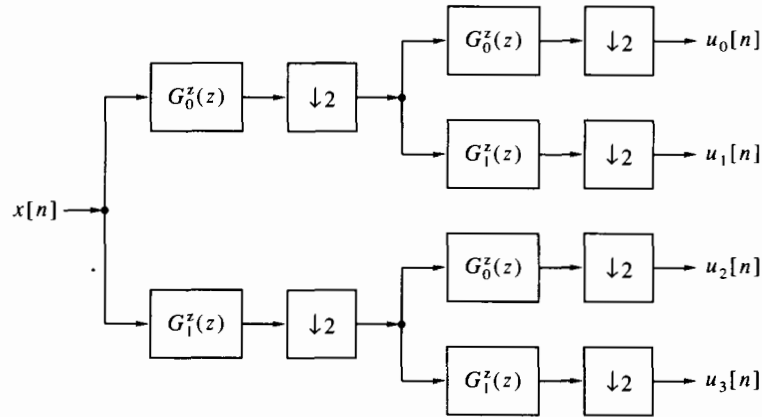 G_0^z(z) ↓2 u_0[n]
G_0^z(z) ↓2
G_1^z(z) ↓2 u_1[n]
x[n]
G_0^z(z) ↓2 u_2[n]
G_1^z(z) ↓2
G_1^z(z) ↓2 u_3[n]